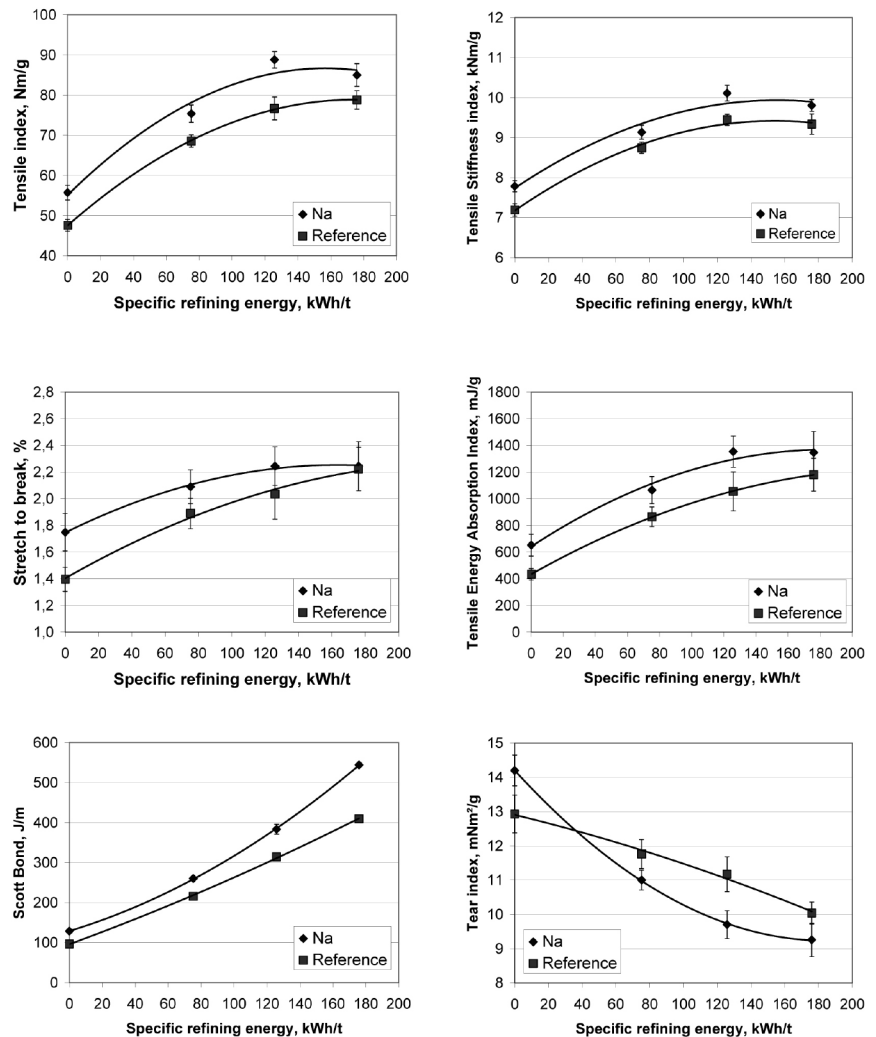 Tensile index, Nm/g
100
90
80
70
60
50
40
Na
Reference
0 20 40 60 80 100 120 140 160 180 200
Specific refining energy, kWh/t
Tensile Stiffness index, kNm/g
12
11
10
9
8
7
6
Na
Reference
0 20 40 60 80 100 120 140 160 180 200
Specific refining energy, kWh/t
Stretch to break, %
2,8
2,6
2,4
2,2
2,0
1,8
1,6
1,4
1,2
1,0
Na
Reference
0 20 40 60 80 100 120 140 160 180 200
Specific refining energy, kWh/t
Tensile Energy Absorption Index, mJ/g
1800
1600
1400
1200
1000
800
600
400
200
0
Na
Reference
0 20 40 60 80 100 120 140 160 180 200
Specific refining energy, kWh/t
Scott Bond, J/m
600
500
400
300
200
100
0
Na
Reference
0 20 40 60 80 100 120 140 160 180 200
Specific refining energy, kWh/t
Tear index, mNm²/g
15
14
13
12
11
10
9
8
Na
Reference
0 20 40 60 80 100 120 140 160 180 200
Specific refining energy, kWh/t